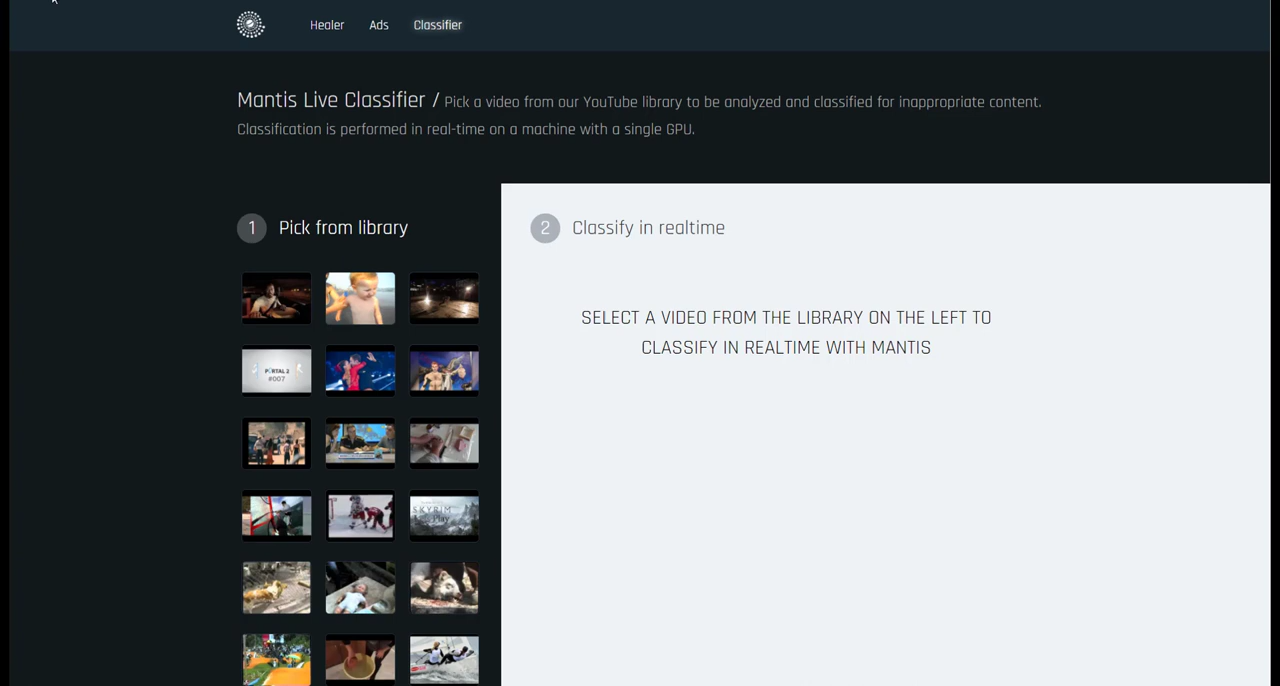 Healer Ads Classifier
Mantis Live Classifier / Pick a video from our YouTube library to be analyzed and classified for inappropriate content.
Classification is performed in real-time on a machine with a single GPU.
1 Pick from library
2 Classify in realtime
SELECT A VIDEO FROM THE LIBRARY ON THE LEFT TO
CLASSIFY IN REALTIME WITH MANTIS
PORTAL 2
#007
SKYRIM
Let's Play